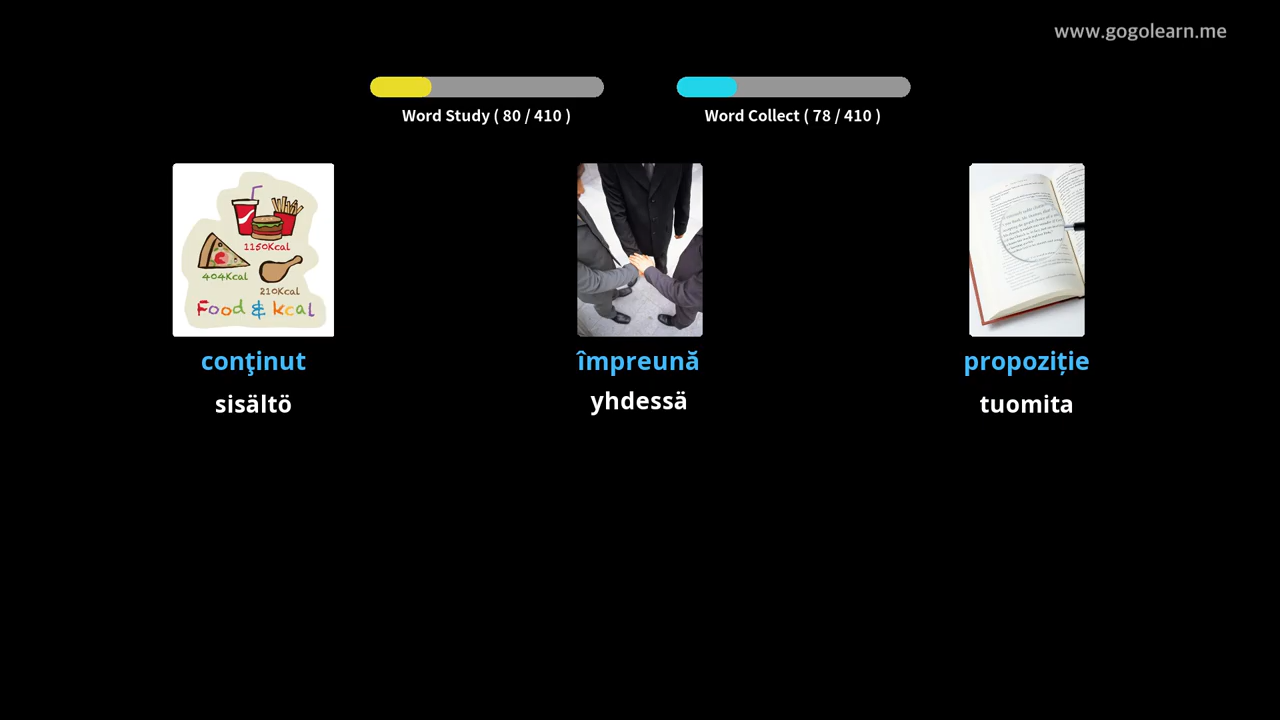 www.gogolearn.me
Word Study ( 80 / 410 )
Word Collect ( 78 / 410 )
1150Kcal
404Kcal
210Kcal
Food & kcal
conţinut
împreună
propoziție
sisältö
yhdessä
tuomita